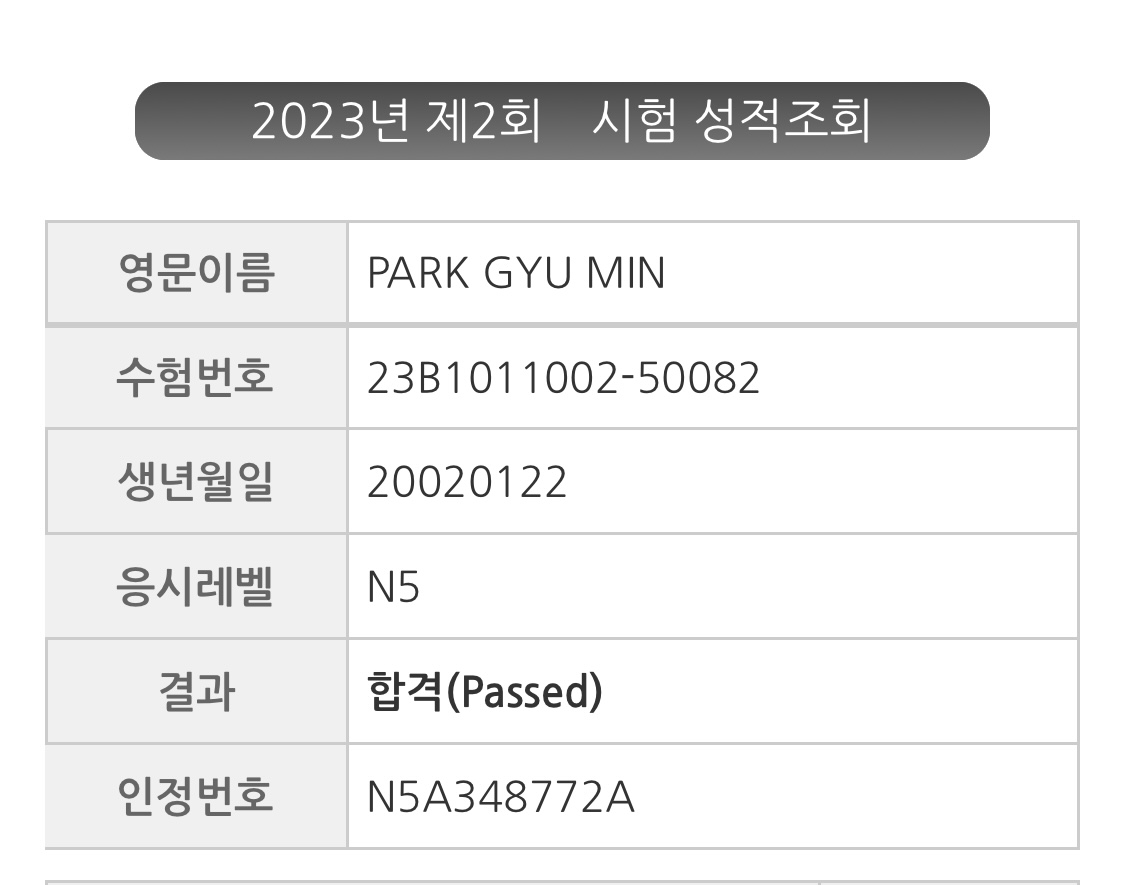 2023년 제2회 시험 성적조회
영문이름 PARK GYU MIN
수험번호 23B1011002-50082
생년월일 20020122
응시레벨 N5
결과 합격(Passed)
인정번호 N5A348772A